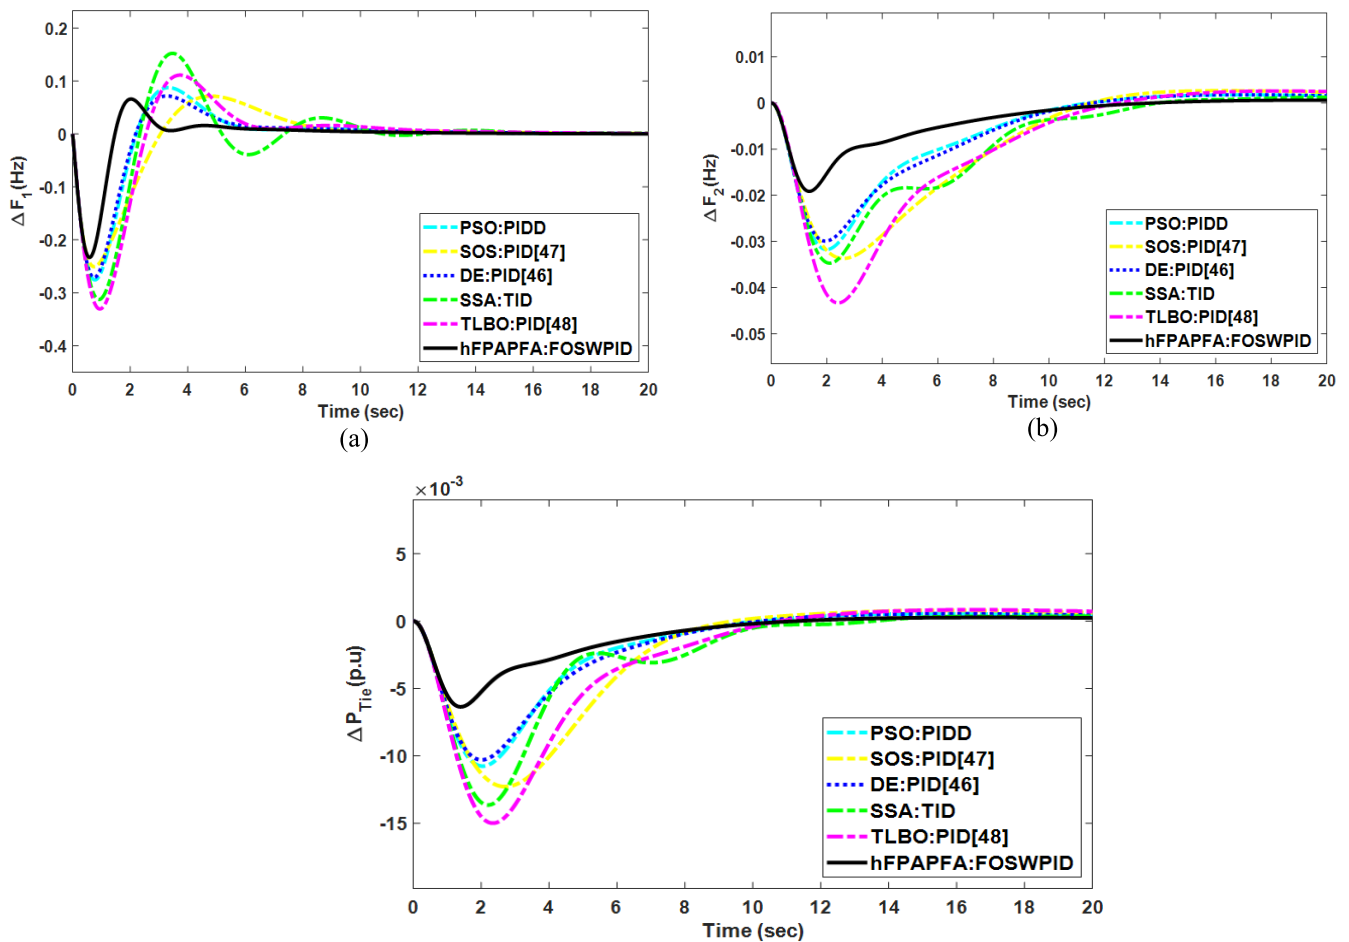 0.2
0.1
0
-0.1
-0.2
-0.3
-0.4
Δ F1(Hz)
PSO:PIDD
SOS:PID[47]
DE:PID[46]
SSA:TID
TLBO:PID[48]
hFPAPFA:FOSWPID
0 2 4 6 8 10 12 14 16 18 20
Time (sec)
(a)
0.01
0
-0.01
-0.02
-0.03
-0.04
-0.05
Δ F2(Hz)
PSO:PIDD
SOS:PID[47]
DE:PID[46]
SSA:TID
TLBO:PID[48]
hFPAPFA:FOSWPID
0 2 4 6 8 10 12 14 16 18 20
Time (sec)
(b)
×10-3
5
0
-5
-10
-15
Δ PTie(p.u)
PSO:PIDD
SOS:PID[47]
DE:PID[46]
SSA:TID
TLBO:PID[48]
hFPAPFA:FOSWPID
0 2 4 6 8 10 12 14 16 18 20
Time (sec)